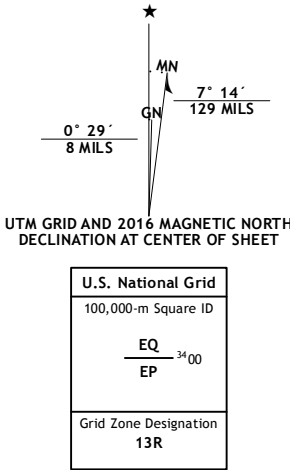 ★
MN
7° 14´
129 MILS
GN
0° 29´
8 MILS
UTM GRID AND 2016 MAGNETIC NORTH
DECLINATION AT CENTER OF SHEET
U.S. National Grid
100,000-m Square ID
EQ
3400
EP
Grid Zone Designation
13R